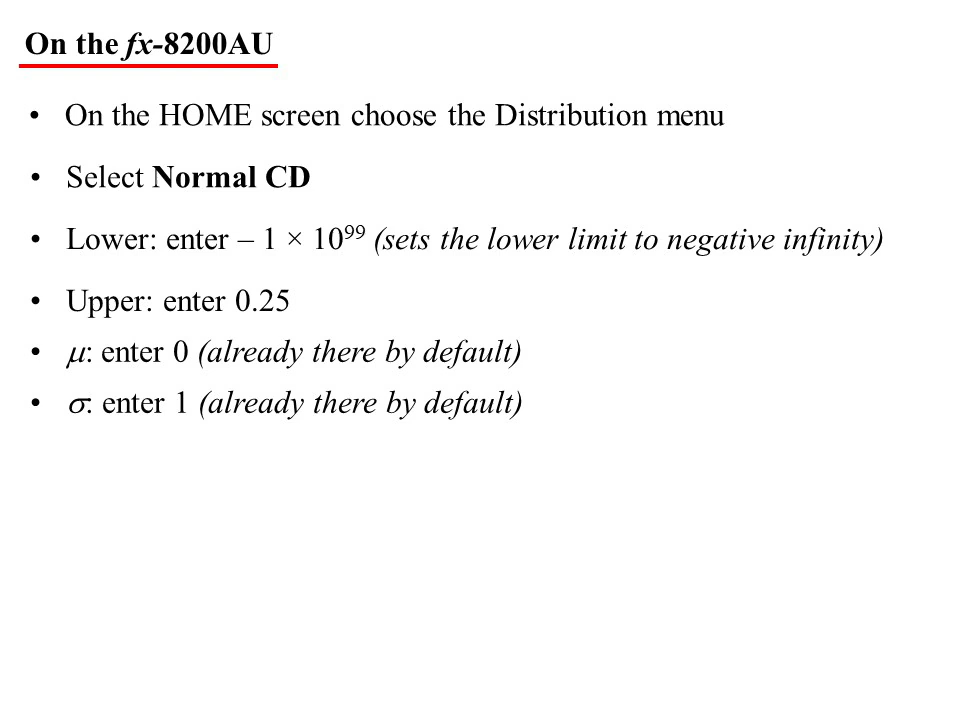 On the fx-8200AU
• On the HOME screen choose the Distribution menu
• Select Normal CD
• Lower: enter – 1 × 10⁹⁹ (sets the lower limit to negative infinity)
• Upper: enter 0.25
• μ: enter 0 (already there by default)
• σ: enter 1 (already there by default)